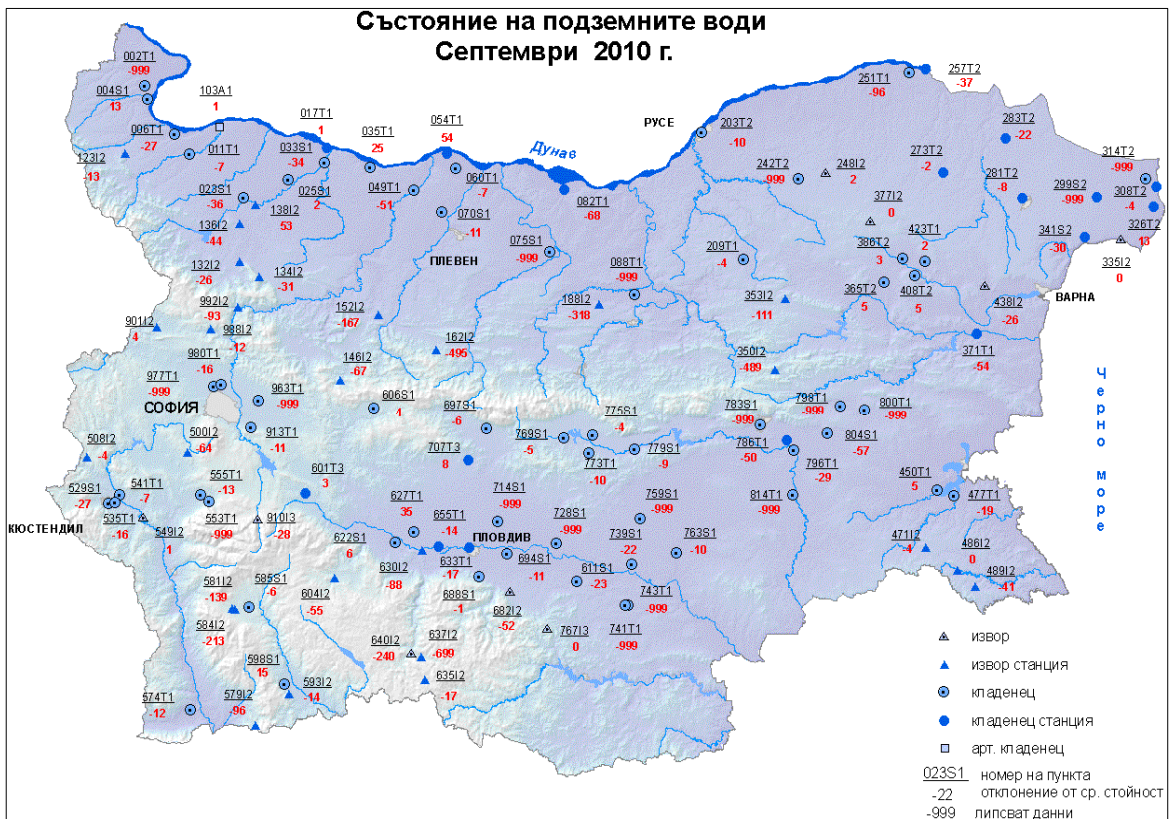 Състояние на подземните води
Септември 2010 г.
002T1
-999
004S1
13
103A1
1
006T1
-27
011T1
-7
123I2
-13
017T1
1
033S1
-34
035T1
25
054T1
54
060T1
-7
Дунав
РУСЕ
203T2
-10
251T1
-96
257T2
-37
283T2
-22
314T2
-999
273T2
-2
281T2
-8
299S2
-999
308T2
-4
326T2
13
242T2
-999
248I2
2
377I2
0
023S1
-36
025S1
2
138I2
53
136I2
-44
049T1
-51
070S1
-11
082T1
-68
075S1
-999
ПЛЕВЕН
088T1
-999
209T1
-4
386T2
3
423T1
2
341S2
-30
335I2
0
132I2
-26
134I2
-31
365T2
5
408T2
5
438I2
-26
ВАРНА
992I2
-93
988I2
-12
901I2
4
152I2
-167
188I2
-318
353I2
-111
162I2
-495
371T1
-54
350I2
-489
980T1
-16
977T1
-999
146I2
-67
963T1
-999
СОФИЯ
606S1
1
697S1
-6
775S1
-4
783S1
-999
798T1
-999
800T1
-999
Черно море
508I2
-4
500I2
-64
913T1
-11
769S1
-5
773T1
-10
779S1
-9
786T1
-50
796T1
-29
804S1
-57
707T3
8
601T3
3
529S1
-27
541T1
-7
555T1
-13
535T1
-16
КЮСТЕНДИЛ
549I2
1
553T1
-999
910I3
-28
627T1
35
655T1
-14
714S1
-999
728S1
-999
759S1
-999
814T1
-999
450T1
5
477T1
-19
ПЛОВДИВ
622S1
6
630I2
-88
633T1
-17
694S1
-11
739S1
-22
763S1
-10
611S1
-23
471I2
-4
486I2
0
489I2
-41
581I2
-139
585S1
-6
604I2
-55
584I2
-213
688S1
-1
682I2
-52
743T1
-999
741T1
-999
767I3
0
640I2
-240
637I2
-699
635I2
-17
598S1
15
593I2
-14
574T1
-12
579I2
-96
извор
извор станция
кладенец
кладенец станция
арт. кладенец
023S1 номер на пункта
-22 отклонение от ср. стойност
-999 липсват данни